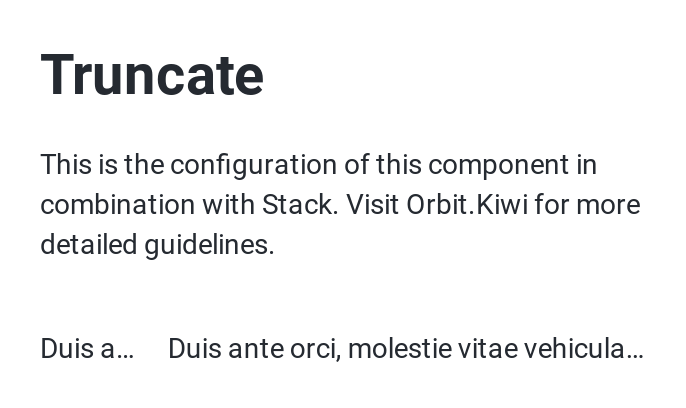 Truncate
This is the configuration of this component in
combination with Stack. Visit Orbit.Kiwi for more
detailed guidelines.
Duis a… Duis ante orci, molestie vitae vehicula…